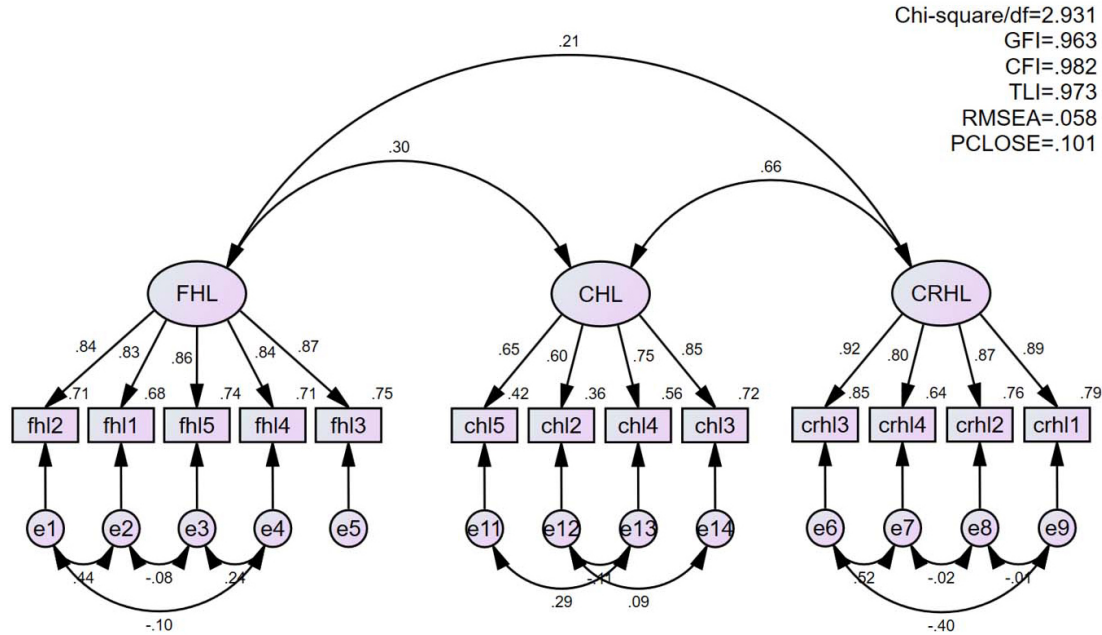 Chi-square/df=2.931
GFI=.963
CFI=.982
TLI=.973
RMSEA=.058
PCLOSE=.101
.21
.30
.66
FHL
CHL
CRHL
.84 .83 .86 .84 .87
.65 .60 .75 .85
.92 .80 .87 .89
.71 .68 .74 .71 .75
.42 .36 .56 .72
.85 .64 .76 .79
fhl2 fhl1 fhl5 fhl4 fhl3
chl5 chl2 chl4 chl3
crhl3 crhl4 crhl2 crhl1
e1 e2 e3 e4 e5
e11 e12 e13 e14
e6 e7 e8 e9
.44 -.08 .24
.52 -.02 -.01
.29 .09
-.10
-.40